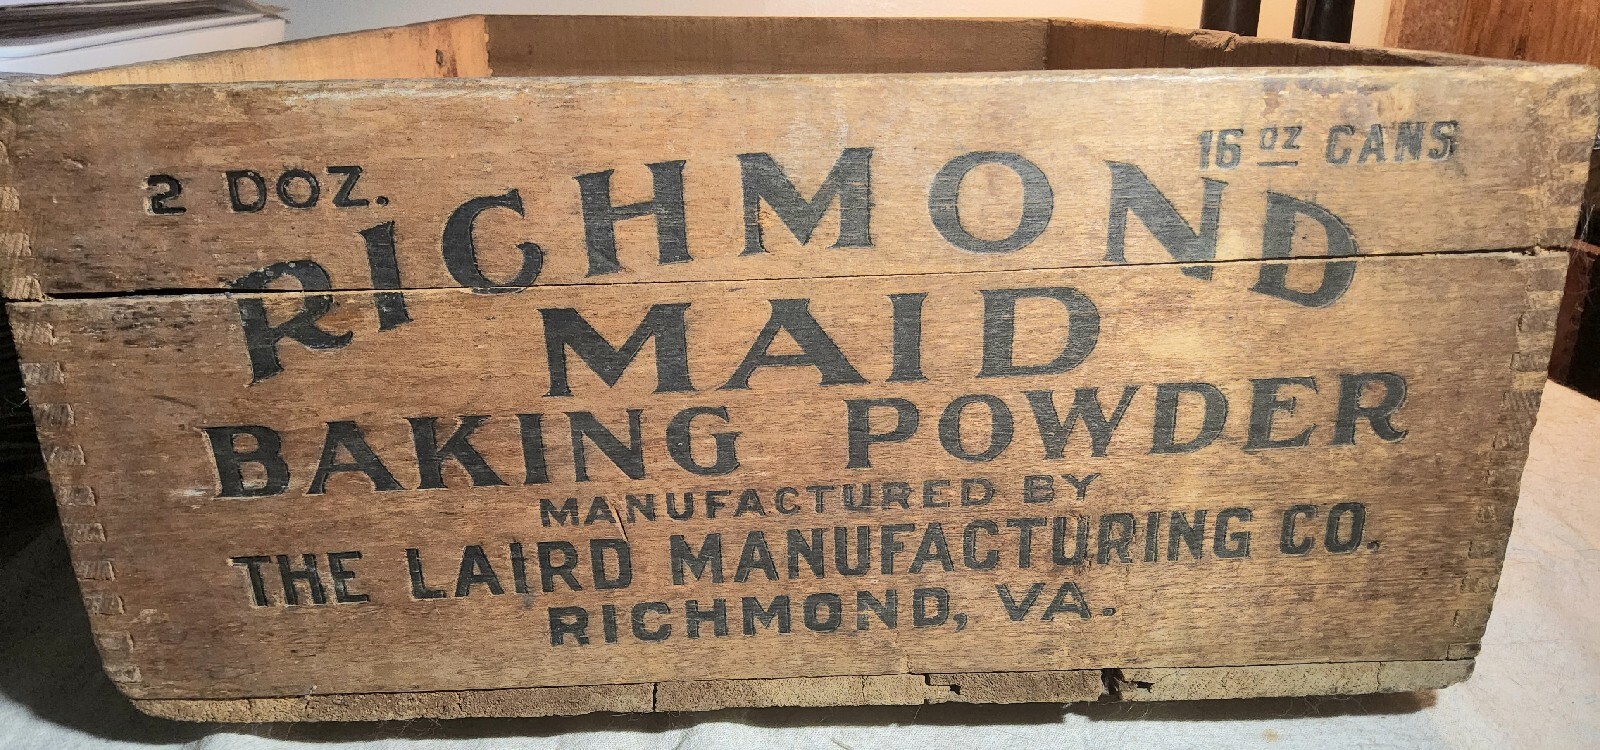 2 DOZ.
16 OZ CANS
RICHMOND
MAID
BAKING POWDER
MANUFACTURED BY
THE LAIRD MANUFACTURING CO.
RICHMOND, VA.